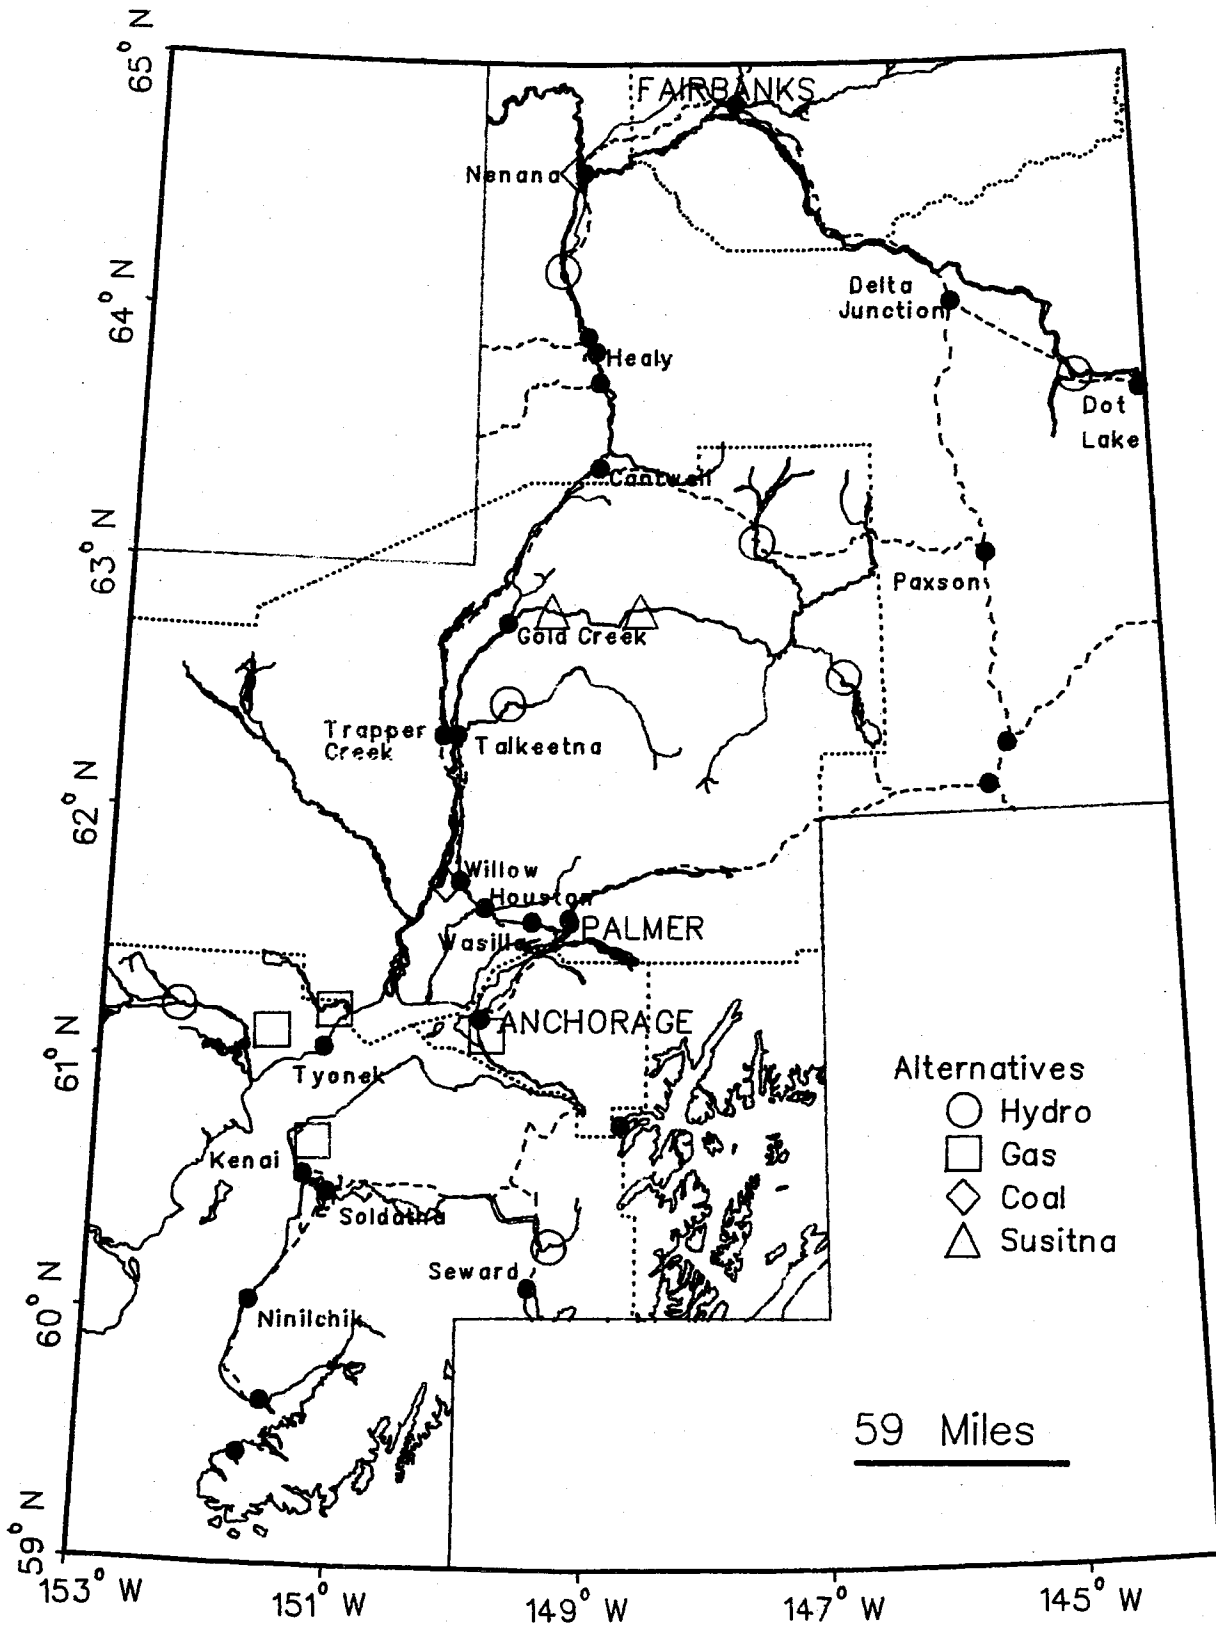 65° N
FAIRBANKS
Nenana
64° N
Delta
Junction
Healy
Dot
Lake
Cantwell
63° N
Paxson
Gold Creek
Trapper
Creek
Talkeetna
62° N
Willow
Houston
PALMER
Wasilla
ANCHORAGE
61° N
Tyonek
Alternatives
Hydro
Gas
Coal
Susitna
Kenai
Soldotna
Seward
60° N
Ninilchik
59 Miles
59° N
153° W
151° W
149° W
147° W
145° W